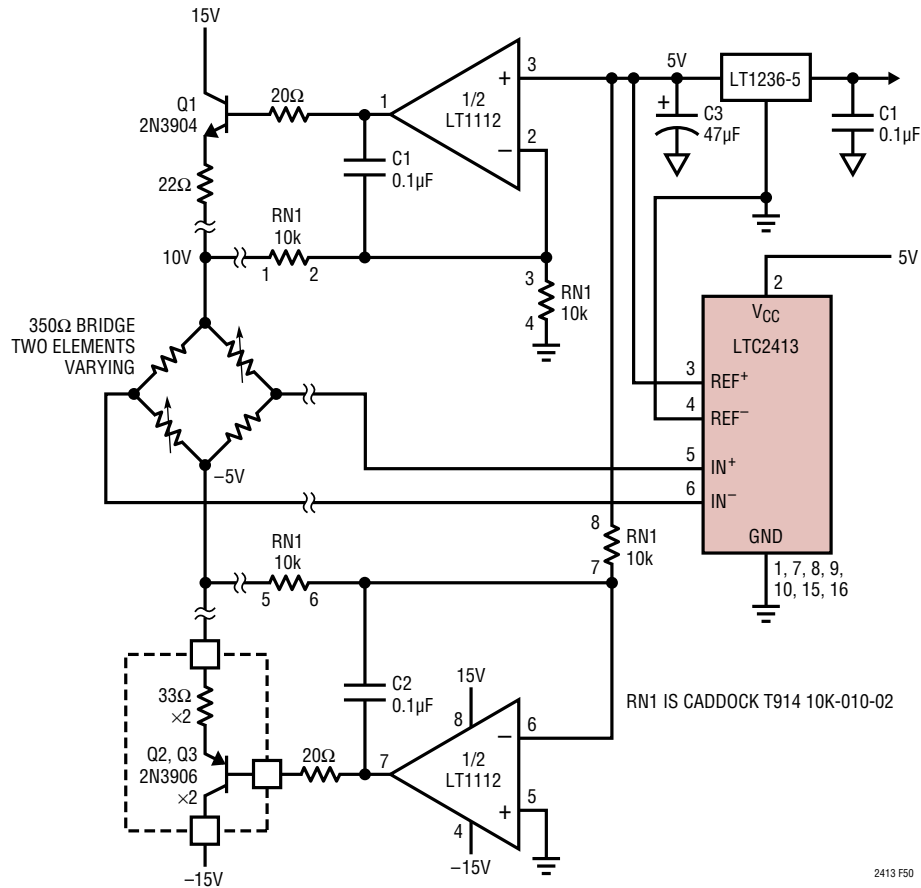 15V
Q1
2N3904
20Ω
1
1/2
LT1112
+
3
–
2
5V
LT1236-5
+
C3
47µF
C1
0.1µF
C1
0.1µF
22Ω
10V
RN1
10k
1
2
3
4
RN1
10k
350Ω BRIDGE
TWO ELEMENTS
VARYING
–5V
5V
2
VCC
LTC2413
3
REF+
4
REF–
5
IN+
6
IN–
GND
1, 7, 8, 9,
10, 15, 16
8
7
RN1
10k
RN1
10k
5
6
33Ω
×2
Q2, Q3
2N3906
×2
20Ω
C2
0.1µF
7
15V
8
1/2
LT1112
–
6
+
5
4
–15V
–15V
RN1 IS CADDOCK T914 10K-010-02
2413 F50